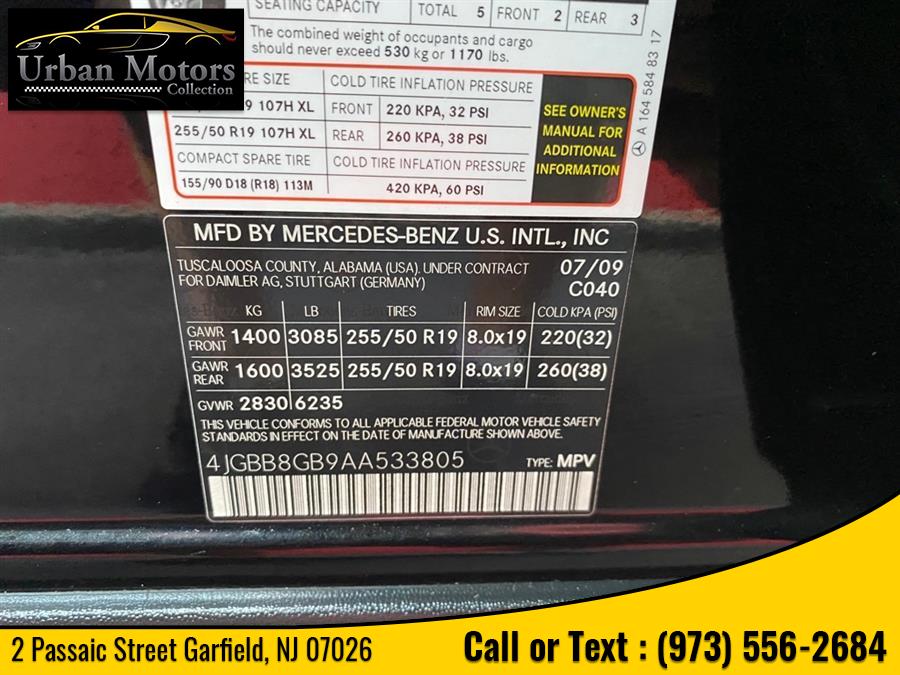 Urban Motors
Collection
SEATING CAPACITY TOTAL 5 FRONT 2 REAR 3
The combined weight of occupants and cargo
should never exceed 530 kg or 1170 lbs.
RE SIZE COLD TIRE INFLATION PRESSURE
9 107H XL FRONT 220 KPA, 32 PSI
255/50 R19 107H XL REAR 260 KPA, 38 PSI
COMPACT SPARE TIRE COLD TIRE INFLATION PRESSURE
155/90 D18 (R18) 113M 420 KPA, 60 PSI
SEE OWNER'S
MANUAL FOR
ADDITIONAL
INFORMATION
A 164 584 83 17
MFD BY MERCEDES-BENZ U.S. INTL., INC
TUSCALOOSA COUNTY, ALABAMA (USA), UNDER CONTRACT
FOR DAIMLER AG, STUTTGART (GERMANY)
07/09
C040
KG LB TIRES RIM SIZE COLD KPA (PSI)
GAWR
FRONT 1400 3085 255/50 R19 8.0x19 220(32)
GAWR
REAR 1600 3525 255/50 R19 8.0x19 260(38)
GVWR 2830 6235
THIS VEHICLE CONFORMS TO ALL APPLICABLE FEDERAL MOTOR VEHICLE SAFETY
STANDARDS IN EFFECT ON THE DATE OF MANUFACTURE SHOWN ABOVE.
4JGBB8GB9AA533805 TYPE: MPV
2 Passaic Street Garfield, NJ 07026
Call or Text : (973) 556-2684